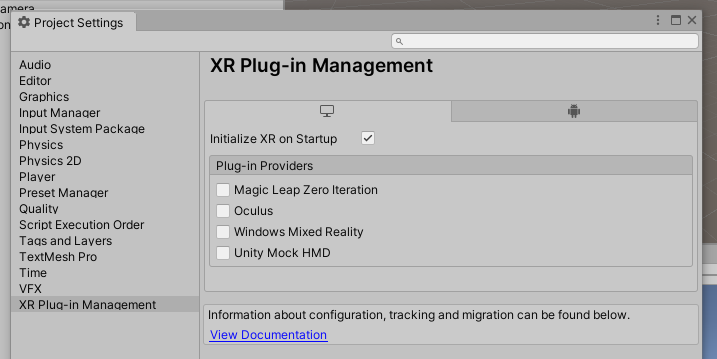 amera
on
Project Settings
XR Plug-in Management
Audio
Editor
Graphics
Input Manager
Input System Package
Physics
Physics 2D
Player
Preset Manager
Quality
Script Execution Order
Tags and Layers
TextMesh Pro
Time
VFX
XR Plug-in Management
Initialize XR on Startup
Plug-in Providers
Magic Leap Zero Iteration
Oculus
Windows Mixed Reality
Unity Mock HMD
Information about configuration, tracking and migration can be found below.
View Documentation